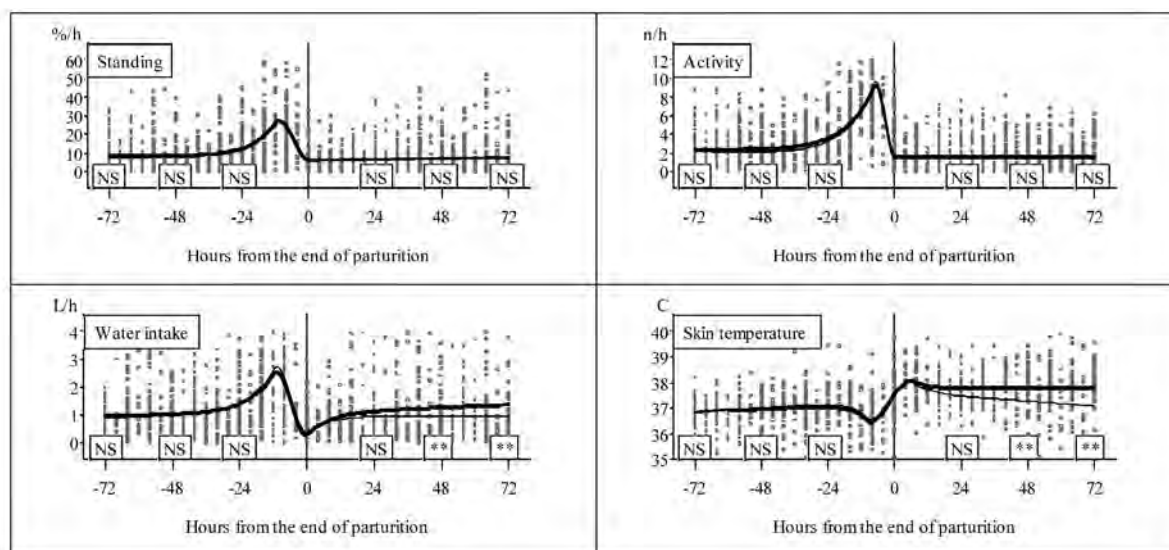 %/h
Standing
60
50
40
30
20
10
0
NS NS NS NS NS NS
-72 -48 -24 0 24 48 72
Hours from the end of parturition
n/h
Activity
12
10
8
6
4
2
0
NS NS NS NS NS NS
-72 -48 -24 0 24 48 72
Hours from the end of parturition
L/h
Water intake
4
3
2
1
0
NS NS NS NS ** **
-72 -48 -24 0 24 48 72
Hours from the end of parturition
C
Skin temperature
40
39
38
37
36
35
NS NS NS NS ** **
-72 -48 -24 0 24 48 72
Hours from the end of parturition